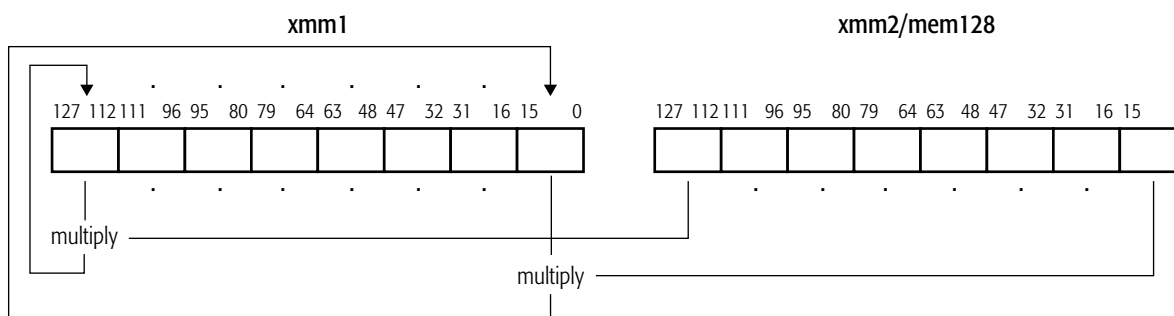 xmm1 xmm2/mem128
127 112 111 96 95 80 79 64 63 48 47 32 31 16 15 0 127 112 111 96 95 80 79 64 63 48 47 32 31 16 15
multiply
multiply